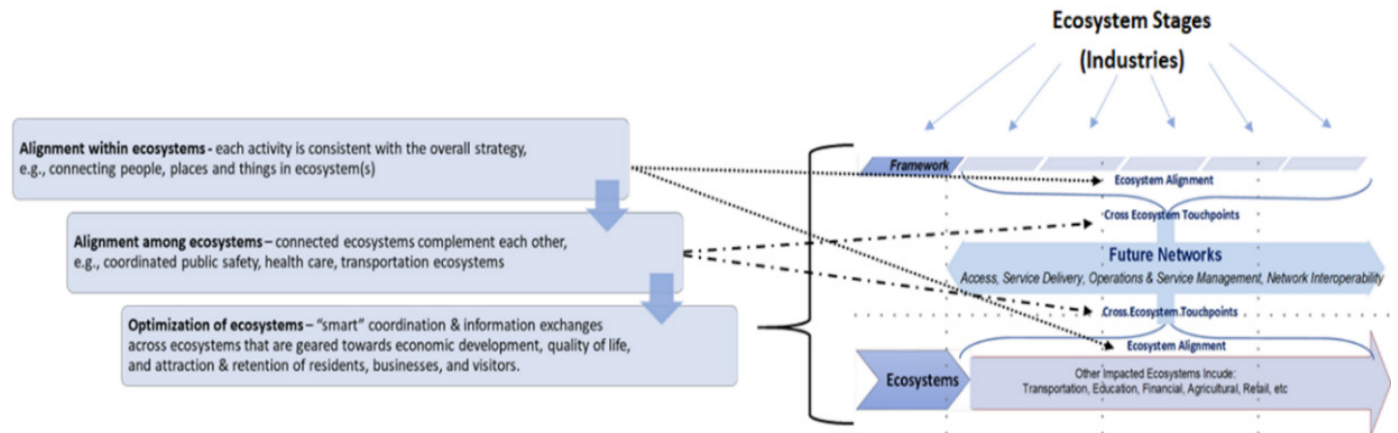 Ecosystem Stages
(Industries)
Alignment within ecosystems - each activity is consistent with the overall strategy,
e.g., connecting people, places and things in ecosystem(s)
Alignment among ecosystems – connected ecosystems complement each other,
e.g., coordinated public safety, health care, transportation ecosystems
Optimization of ecosystems – “smart” coordination & information exchanges
across ecosystems that are geared towards economic development, quality of life,
and attraction & retention of residents, businesses, and visitors.
Framework
Ecosystem Alignment
Cross Ecosystem Touchpoints
Future Networks
Access, Service Delivery, Operations & Service Management, Network Interoperability
Cross Ecosystem Touchpoints
Ecosystem Alignment
Ecosystems
Other Impacted Ecosystems Incude:
Transportation, Education, Financial, Agricultural, Retail, etc